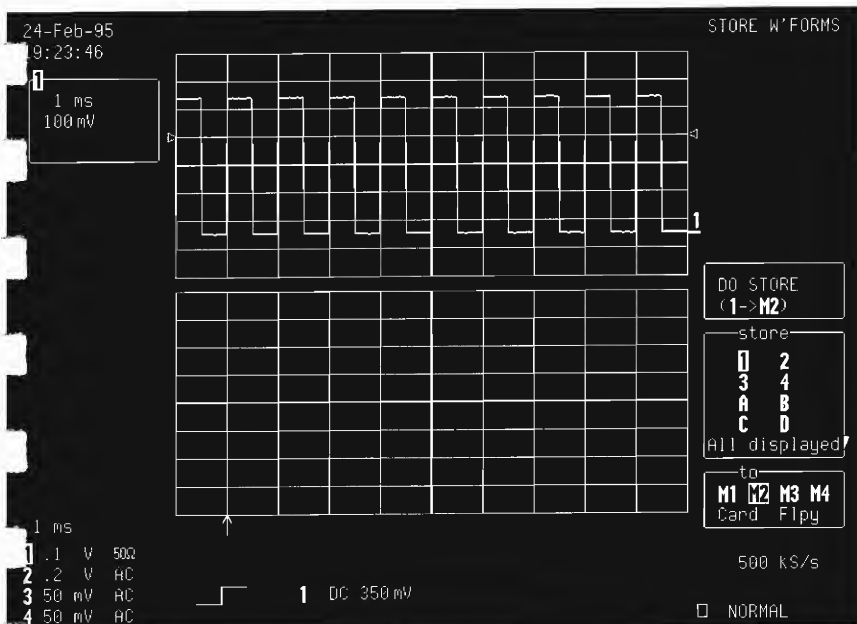 24-Feb-95
19:23:46
STORE W'FORMS
1
1 ms
100 mV
1
DO STORE
(1->M2)
store
1 2
3 4
A B
C D
All displayed
to
M1 M2 M3 M4
Card Flpy
1 ms
1 .1 V 50Ω
2 .2 V AC
3 50 mV AC
4 50 mV AC
1 DC 350 mV
500 kS/s
NORMAL